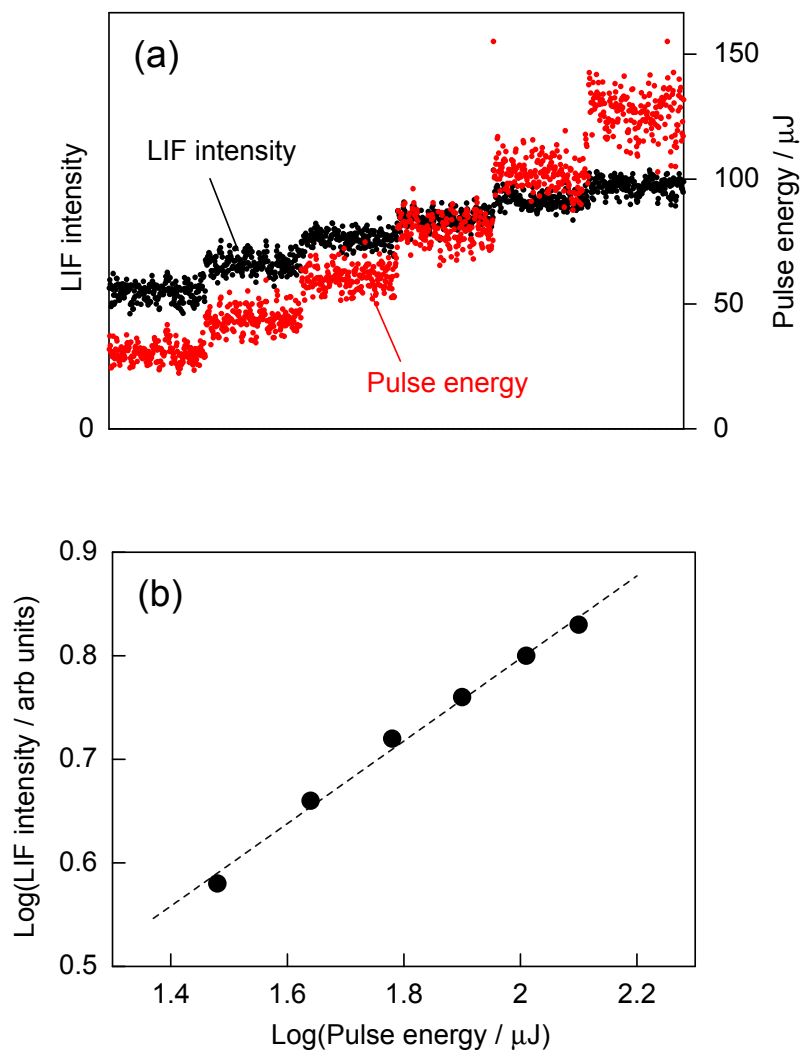 (a)
LIF intensity
Pulse energy
LIF intensity
0
Pulse energy / μJ
150
100
50
0
(b)
Log(LIF intensity / arb units)
0.9
0.8
0.7
0.6
0.5
1.4 1.6 1.8 2 2.2
Log(Pulse energy / μJ)